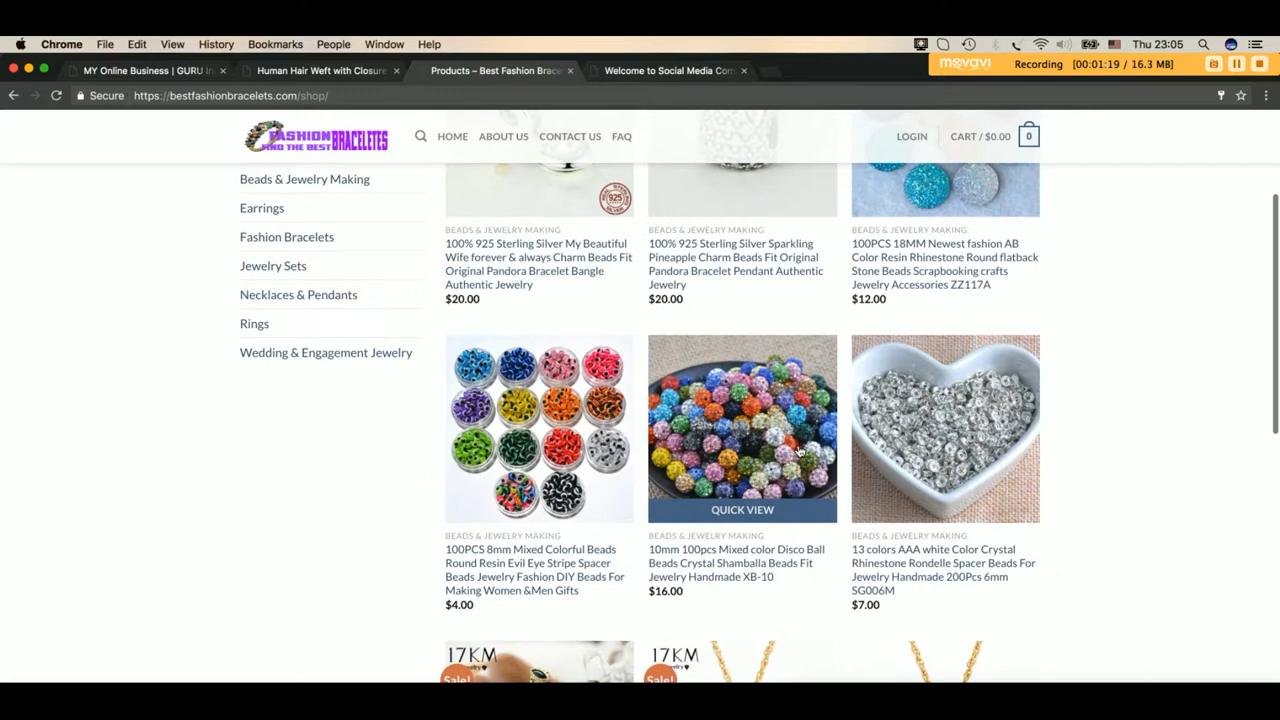 Chrome File Edit View History Bookmarks People Window Help Thu 23:05
MY Online Business | GURU In × Human Hair Weft with Closure × Products – Best Fashion Brace × Welcome to Social Media Com × movavi Recording [00:01:19 / 16.3 MB]
Secure https://bestfashionbracelets.com/shop/
FASHION
FIND THE BEST BRACELETES
HOME ABOUT US CONTACT US FAQ LOGIN CART / $0.00 0
Beads & Jewelry Making
Earrings
Fashion Bracelets
Jewelry Sets
Necklaces & Pendants
Rings
Wedding & Engagement Jewelry
925
BEADS & JEWELRY MAKING
100% 925 Sterling Silver My Beautiful
Wife forever & always Charm Beads Fit
Original Pandora Bracelet Bangle
Authentic Jewelry
$20.00
BEADS & JEWELRY MAKING
100% 925 Sterling Silver Sparkling
Pineapple Charm Beads Fit Original
Pandora Bracelet Pendant Authentic
Jewelry
$20.00
BEADS & JEWELRY MAKING
100PCS 18MM Newest fashion AB
Color Resin Rhinestone Round flatback
Stone Beads Scrapbooking crafts
Jewelry Accessories ZZ117A
$12.00
QUICK VIEW
BEADS & JEWELRY MAKING
100PCS 8mm Mixed Colorful Beads
Round Resin Evil Eye Stripe Spacer
Beads Jewelry Fashion DIY Beads For
Making Women &Men Gifts
$4.00
BEADS & JEWELRY MAKING
10mm 100pcs Mixed color Disco Ball
Beads Crystal Shamballa Beads Fit
Jewelry Handmade XB-10
$16.00
BEADS & JEWELRY MAKING
13 colors AAA white Color Crystal
Rhinestone Rondelle Spacer Beads For
Jewelry Handmade 200Pcs 6mm
SG006M
$7.00
17KM
Sale!
17KM
Sale!